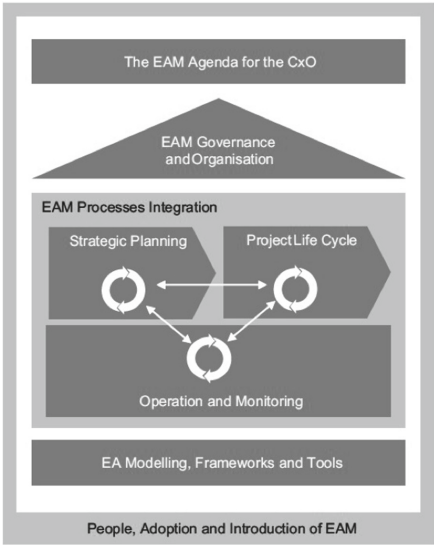 The EAM Agenda for the CxO
EAM Governance
and Organisation
EAM Processes Integration
Strategic Planning
Project Life Cycle
Operation and Monitoring
EA Modelling, Frameworks and Tools
People, Adoption and Introduction of EAM